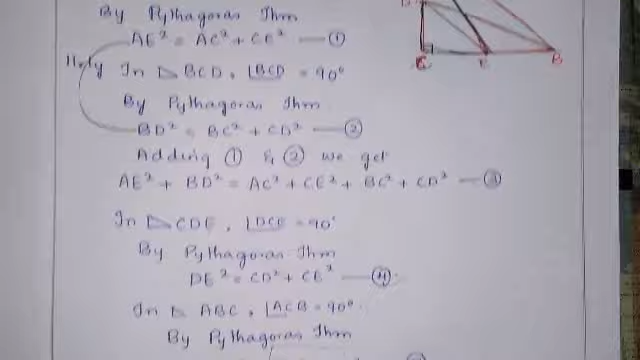 By Pythagoras Thm
AE² = AC² + CE² — ①
|||ly In △ BCD, ∠BCD = 90°
By Pythagoras Thm
BD² = BC² + CD² — ②
Adding ① & ② we get
AE² + BD² = AC² + CE² + BC² + CD² — ③
In △ CDE, ∠DCE = 90°
By Pythagoras Thm
DE² = CD² + CE² — ④
In △ ABC, ∠ACB = 90°
By Pythagoras Thm
D
C
E
B